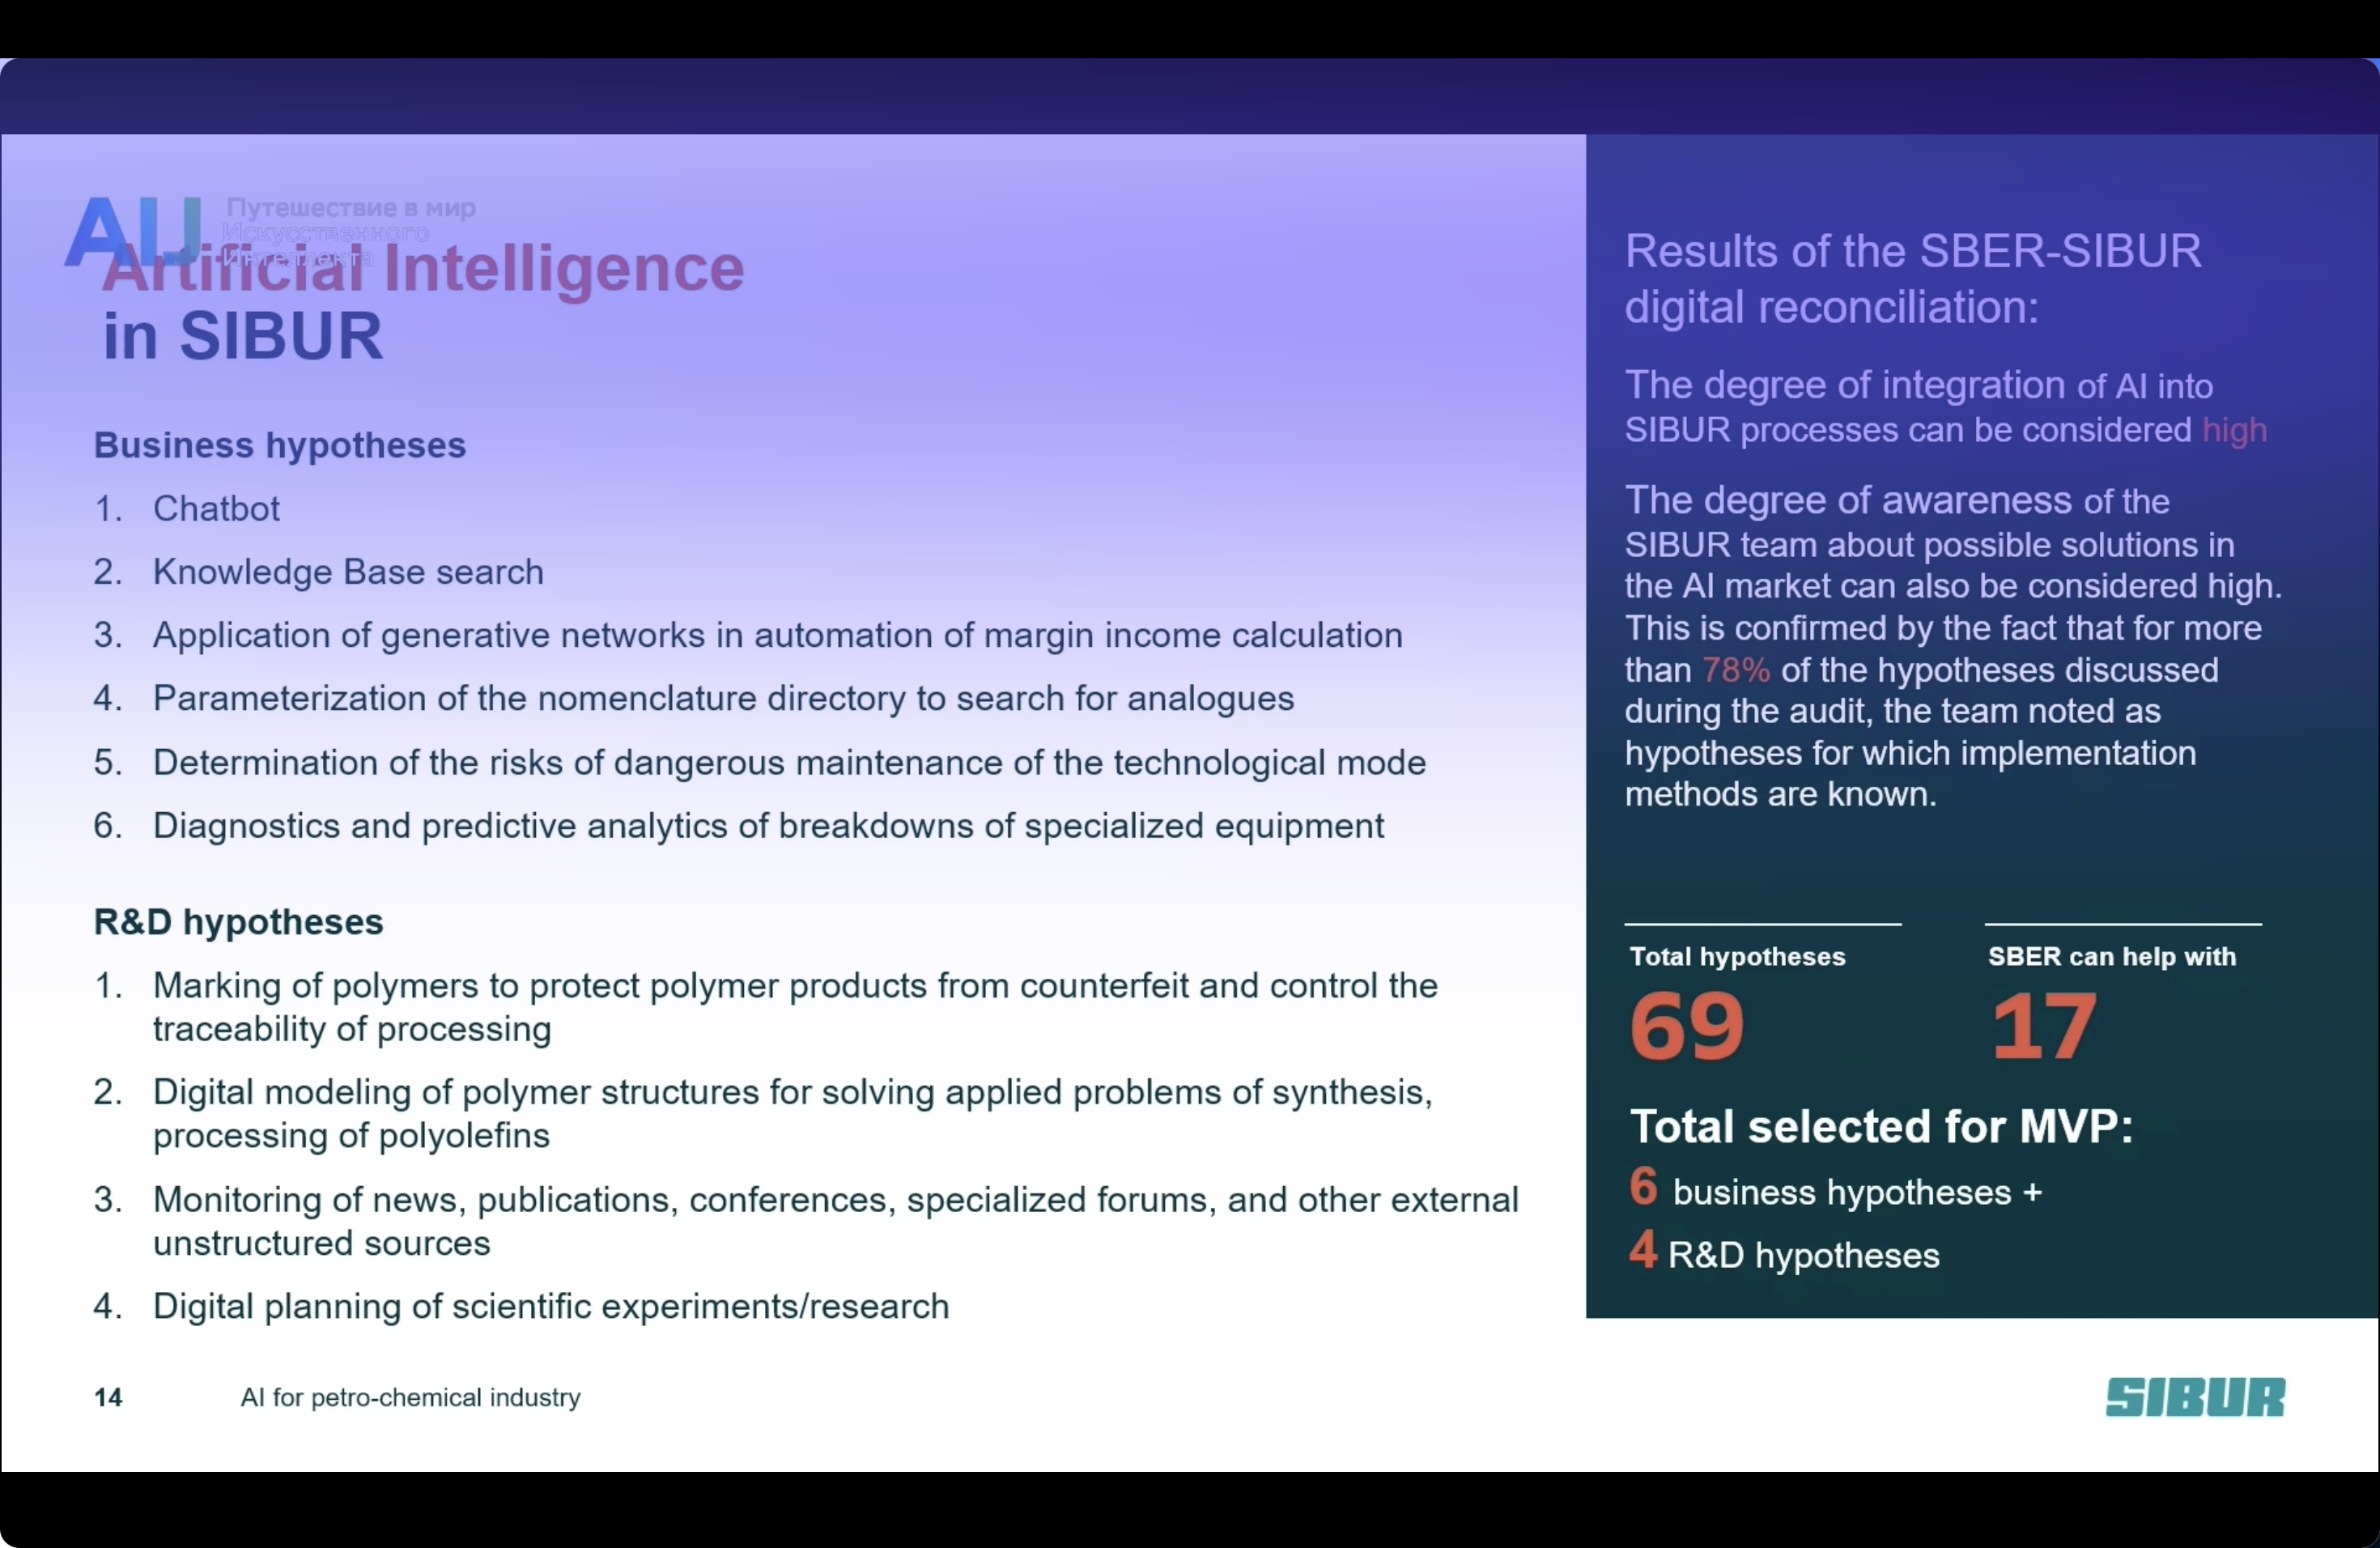 AIJ
Путешествие в мир
Искусственного
Интеллекта
Artificial Intelligence
in SIBUR
Business hypotheses
1. Chatbot
2. Knowledge Base search
3. Application of generative networks in automation of margin income calculation
4. Parameterization of the nomenclature directory to search for analogues
5. Determination of the risks of dangerous maintenance of the technological mode
6. Diagnostics and predictive analytics of breakdowns of specialized equipment
R&D hypotheses
1. Marking of polymers to protect polymer products from counterfeit and control the
traceability of processing
2. Digital modeling of polymer structures for solving applied problems of synthesis,
processing of polyolefins
3. Monitoring of news, publications, conferences, specialized forums, and other external
unstructured sources
4. Digital planning of scientific experiments/research
Results of the SBER-SIBUR
digital reconciliation:
The degree of integration of AI into
SIBUR processes can be considered high
The degree of awareness of the
SIBUR team about possible solutions in
the AI market can also be considered high.
This is confirmed by the fact that for more
than 78% of the hypotheses discussed
during the audit, the team noted as
hypotheses for which implementation
methods are known.
Total hypotheses
69
SBER can help with
17
Total selected for MVP:
6 business hypotheses +
4 R&D hypotheses
14 AI for petro-chemical industry
SIBUR